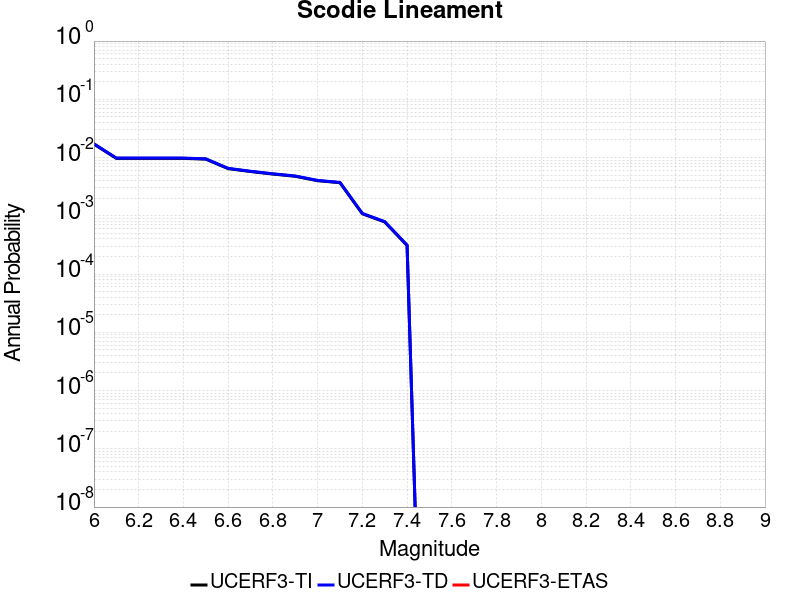 Scodie Lineament
10^0
10^-1
10^-2
10^-3
10^-4
10^-5
10^-6
10^-7
10^-8
Annual Probability
6 6.2 6.4 6.6 6.8 7 7.2 7.4 7.6 7.8 8 8.2 8.4 8.6 8.8 9
Magnitude
UCERF3-TI UCERF3-TD UCERF3-ETAS